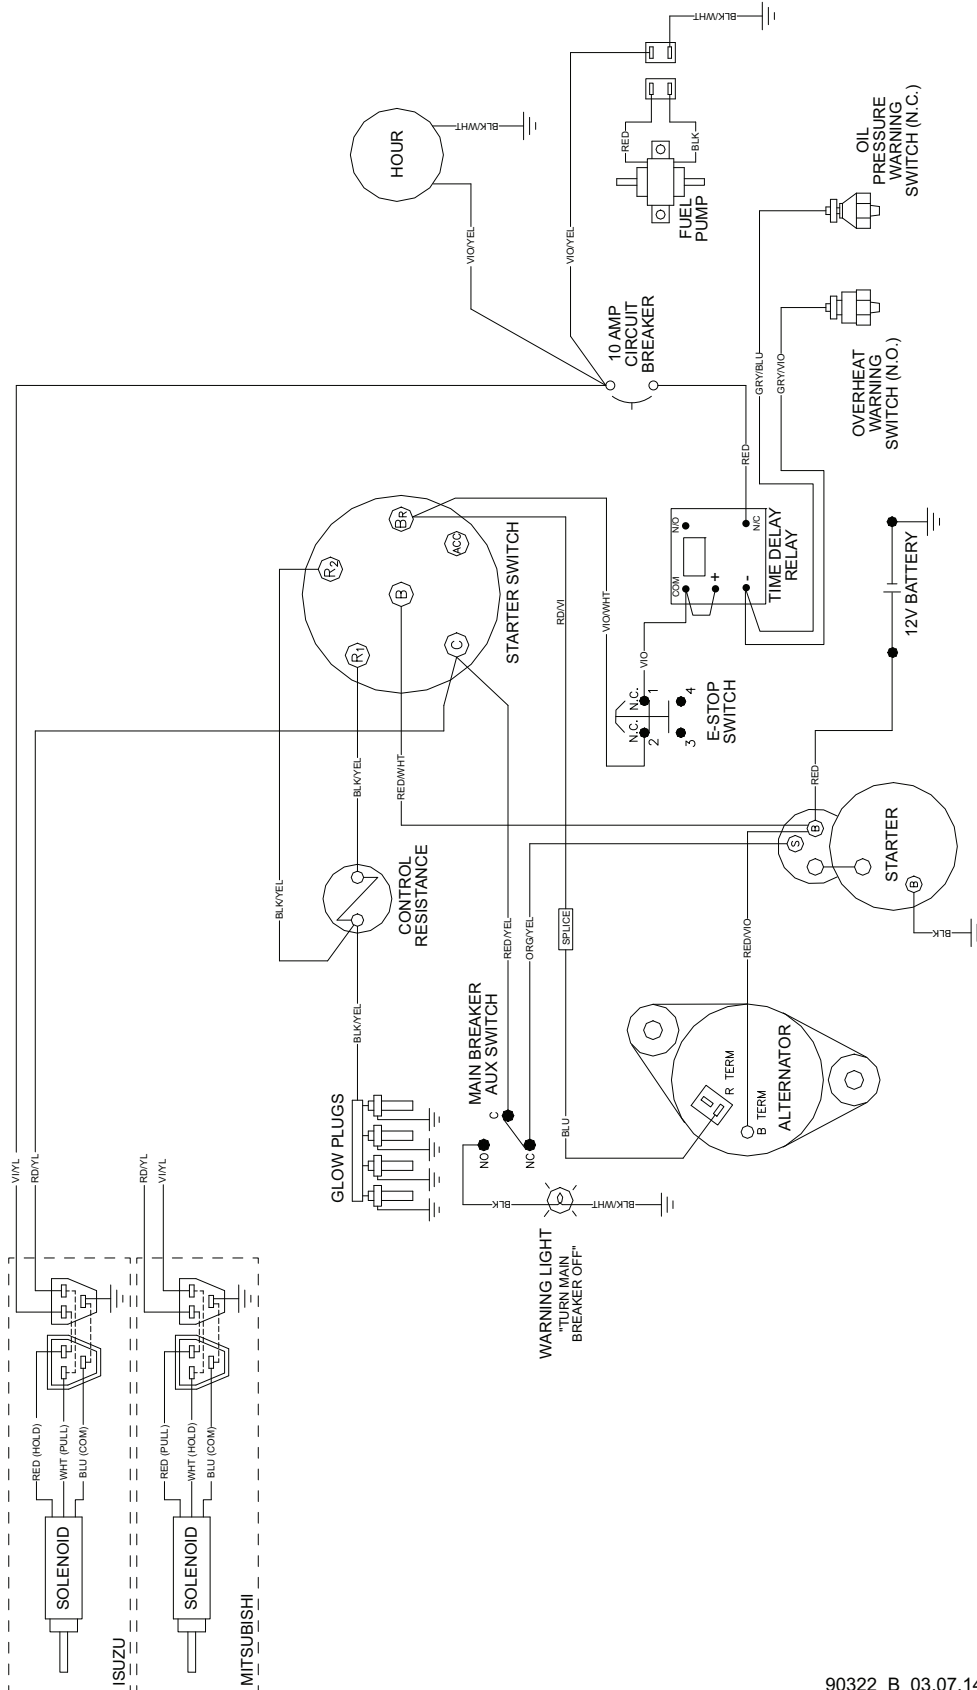 BLK/WHT
HOUR
BLK/WHT
RED
BLK
FUEL
PUMP
OIL
PRESSURE
WARNING
SWITCH (N.C.)
VIO/YEL
VIO/YEL
10 AMP
CIRCUIT
BREAKER
GRY/BLU
GRY/VIO
OVERHEAT
WARNING
SWITCH (N.O.)
RED
R2
BR
ACC
B
R1
C
STARTER SWITCH
RD/VI
VIO/WHT
N/O
N/C
COM
+
-
TIME DELAY
RELAY
12V BATTERY
VIO
N.C.
N.C.
1
2
3
4
E-STOP
SWITCH
BLK/YEL
RED/WHT
RED
S
B
STARTER
B
BLK
BLK/YEL
CONTROL
RESISTANCE
RED/YEL
ORG/YEL
SPLICE
RED/VIO
BLK/YEL
MAIN BREAKER
AUX SWITCH
C
NO
NC
BLU
R TERM
B TERM
ALTERNATOR
GLOW PLUGS
BLK
BLK/WHT
WARNING LIGHT
"TURN MAIN
BREAKER OFF"
VI/YL
RD/YL
RD/YL
VI/YL
RED (HOLD)
WHT (PULL)
BLU (COM)
SOLENOID
ISUZU
RED (PULL)
WHT (HOLD)
BLU (COM)
SOLENOID
MITSUBISHI
90322_B_03.07.14